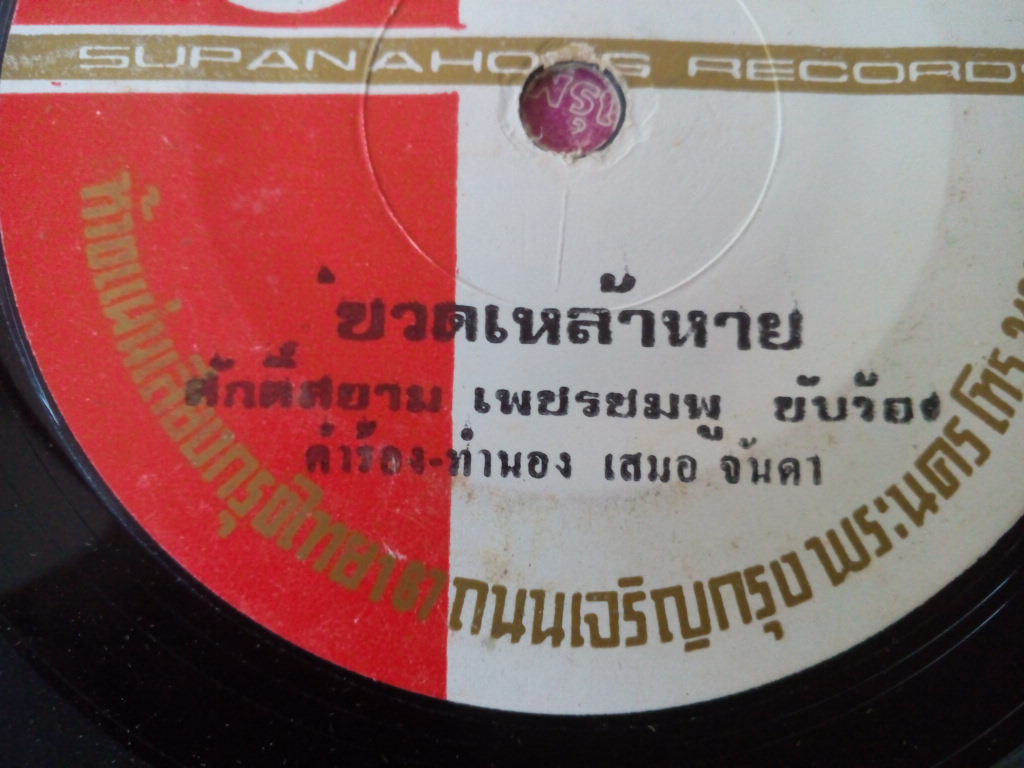 SUPANAHONG RECORD
ขวดเหล้าหาย
ศักดิ์สยาม เพชรชมพู ขับร้อง
คำร้อง-ทำนอง เสมอ จันดา
ห้างแผ่นเสียงกรุงไทย ถนนเจริญกรุง พระนคร โทร